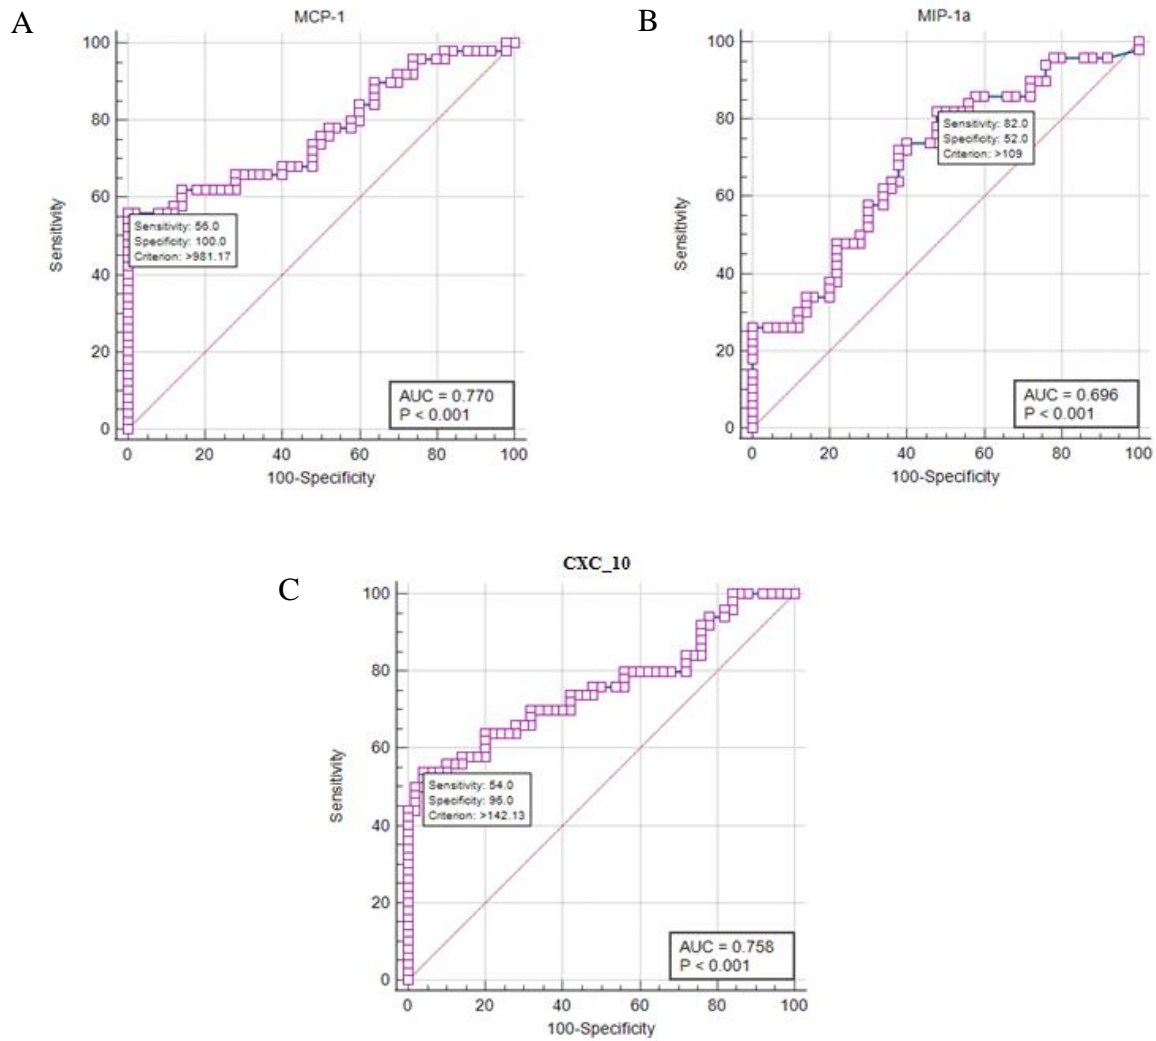 A
MCP-1
100
80
60
40
20
0
Sensitivity
Sensitivity: 56.0
Specificity: 100.0
Criterion: >981.17
AUC = 0.770
P < 0.001
0 20 40 60 80 100
100-Specificity
B
MIP-1a
100
80
60
40
20
0
Sensitivity
Sensitivity: 82.0
Specificity: 52.0
Criterion: >109
AUC = 0.696
P < 0.001
0 20 40 60 80 100
100-Specificity
C
CXC_10
100
80
60
40
20
0
Sensitivity
Sensitivity: 54.0
Specificity: 96.0
Criterion: >142.13
AUC = 0.758
P < 0.001
0 20 40 60 80 100
100-Specificity